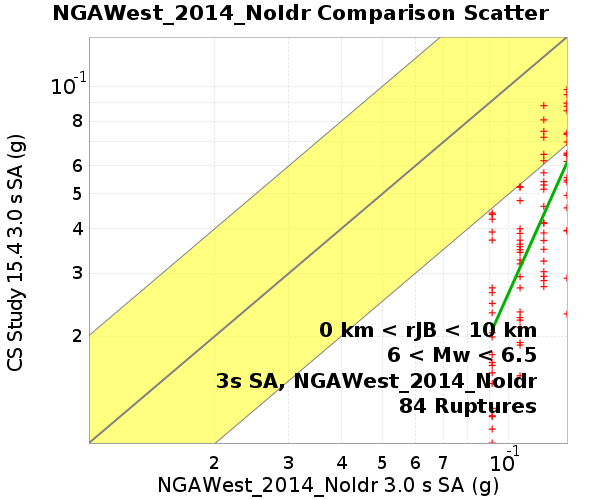 NGAWest_2014_NoIdr Comparison Scatter
CS Study 15.4 3.0 s SA (g)
10⁻¹
8
6
5
4
3
2
0 km < rJB < 10 km
6 < Mw < 6.5
3s SA, NGAWest_2014_NoIdr
84 Ruptures
2 3 4 5 6 7 10⁻¹
NGAWest_2014_NoIdr 3.0 s SA (g)